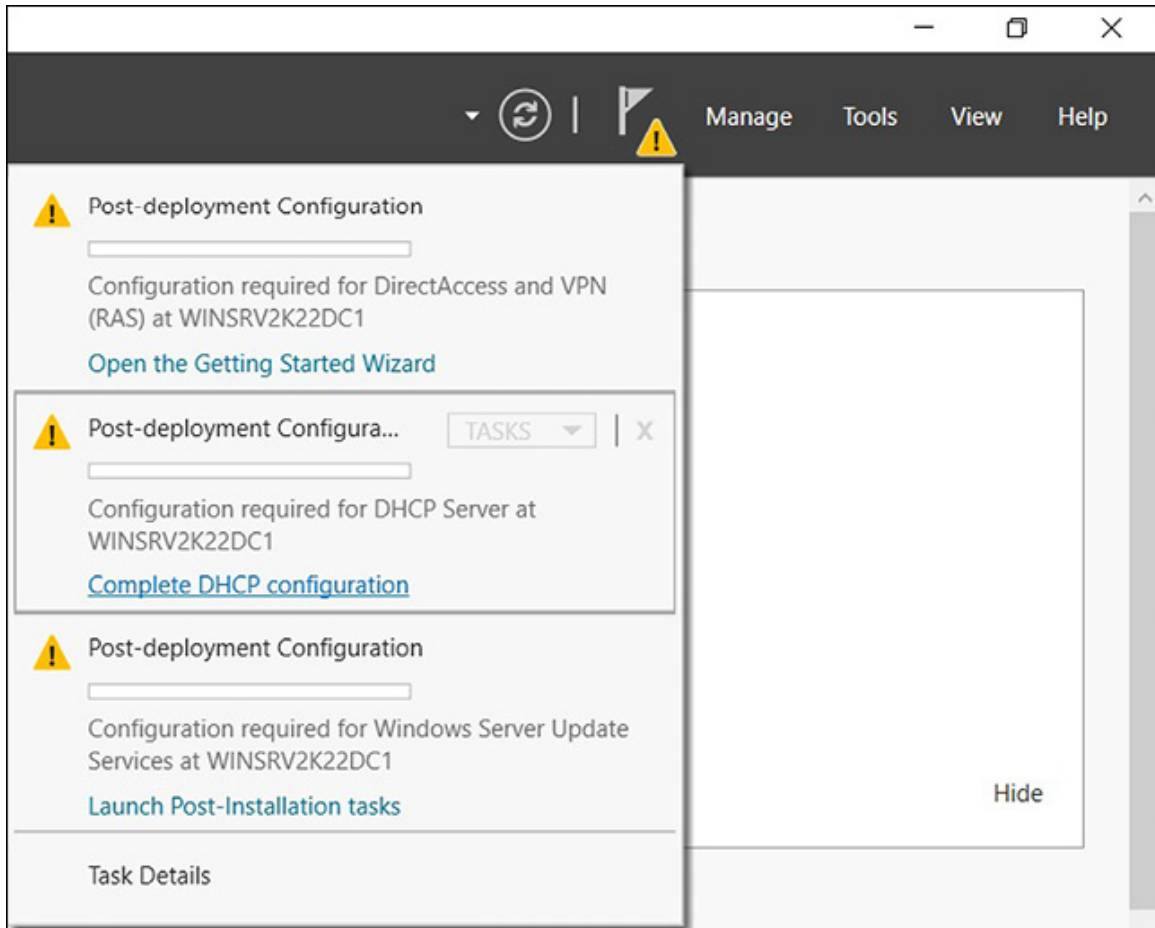 Manage Tools View Help
Post-deployment Configuration
Configuration required for DirectAccess and VPN
(RAS) at WINSRV2K22DC1
Open the Getting Started Wizard
Post-deployment Configura... TASKS X
Configuration required for DHCP Server at
WINSRV2K22DC1
Complete DHCP configuration
Post-deployment Configuration
Configuration required for Windows Server Update
Services at WINSRV2K22DC1
Launch Post-Installation tasks
Hide
Task Details